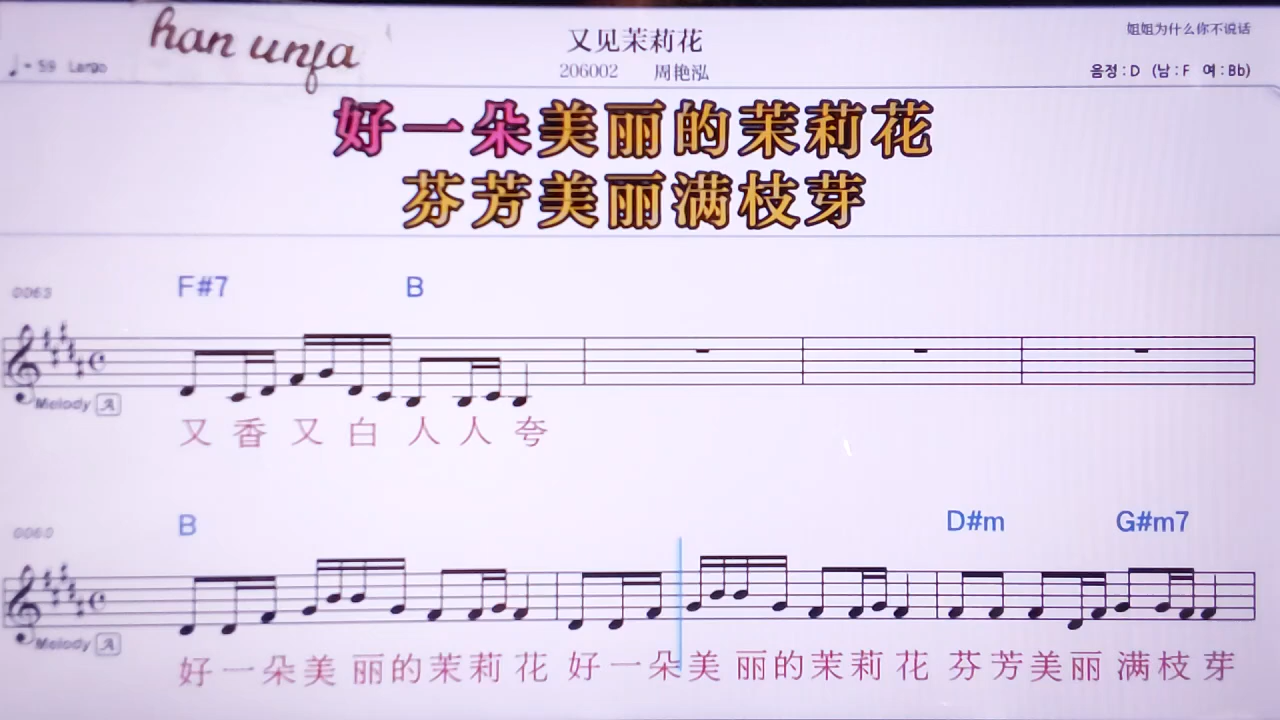 han unfa
又见茉莉花
姐姐为什么你不说话
206002 周艳泓
♩= 59 Largo
음정 : D (남 : F 여 : Bb)
好一朵美丽的茉莉花
芬芳美丽满枝芽
0063
F#7 B
Melody A
又香又白人人夸
0060
B D#m G#m7
Melody A
好一朵美丽的茉莉花 好一朵美丽的茉莉花 芬芳美丽满枝芽